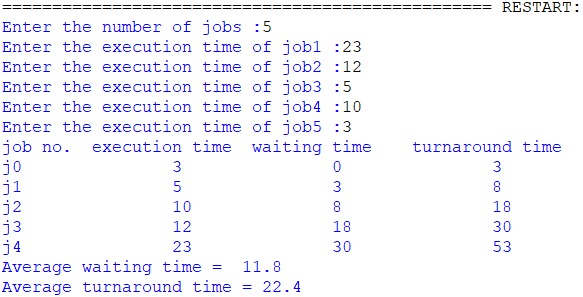 ================================================= RESTART:
Enter the number of jobs :5
Enter the execution time of job1 :23
Enter the execution time of job2 :12
Enter the execution time of job3 :5
Enter the execution time of job4 :10
Enter the execution time of job5 :3
job no. execution time waiting time turnaround time
j0 3 0 3
j1 5 3 8
j2 10 8 18
j3 12 18 30
j4 23 30 53
Average waiting time = 11.8
Average turnaround time = 22.4